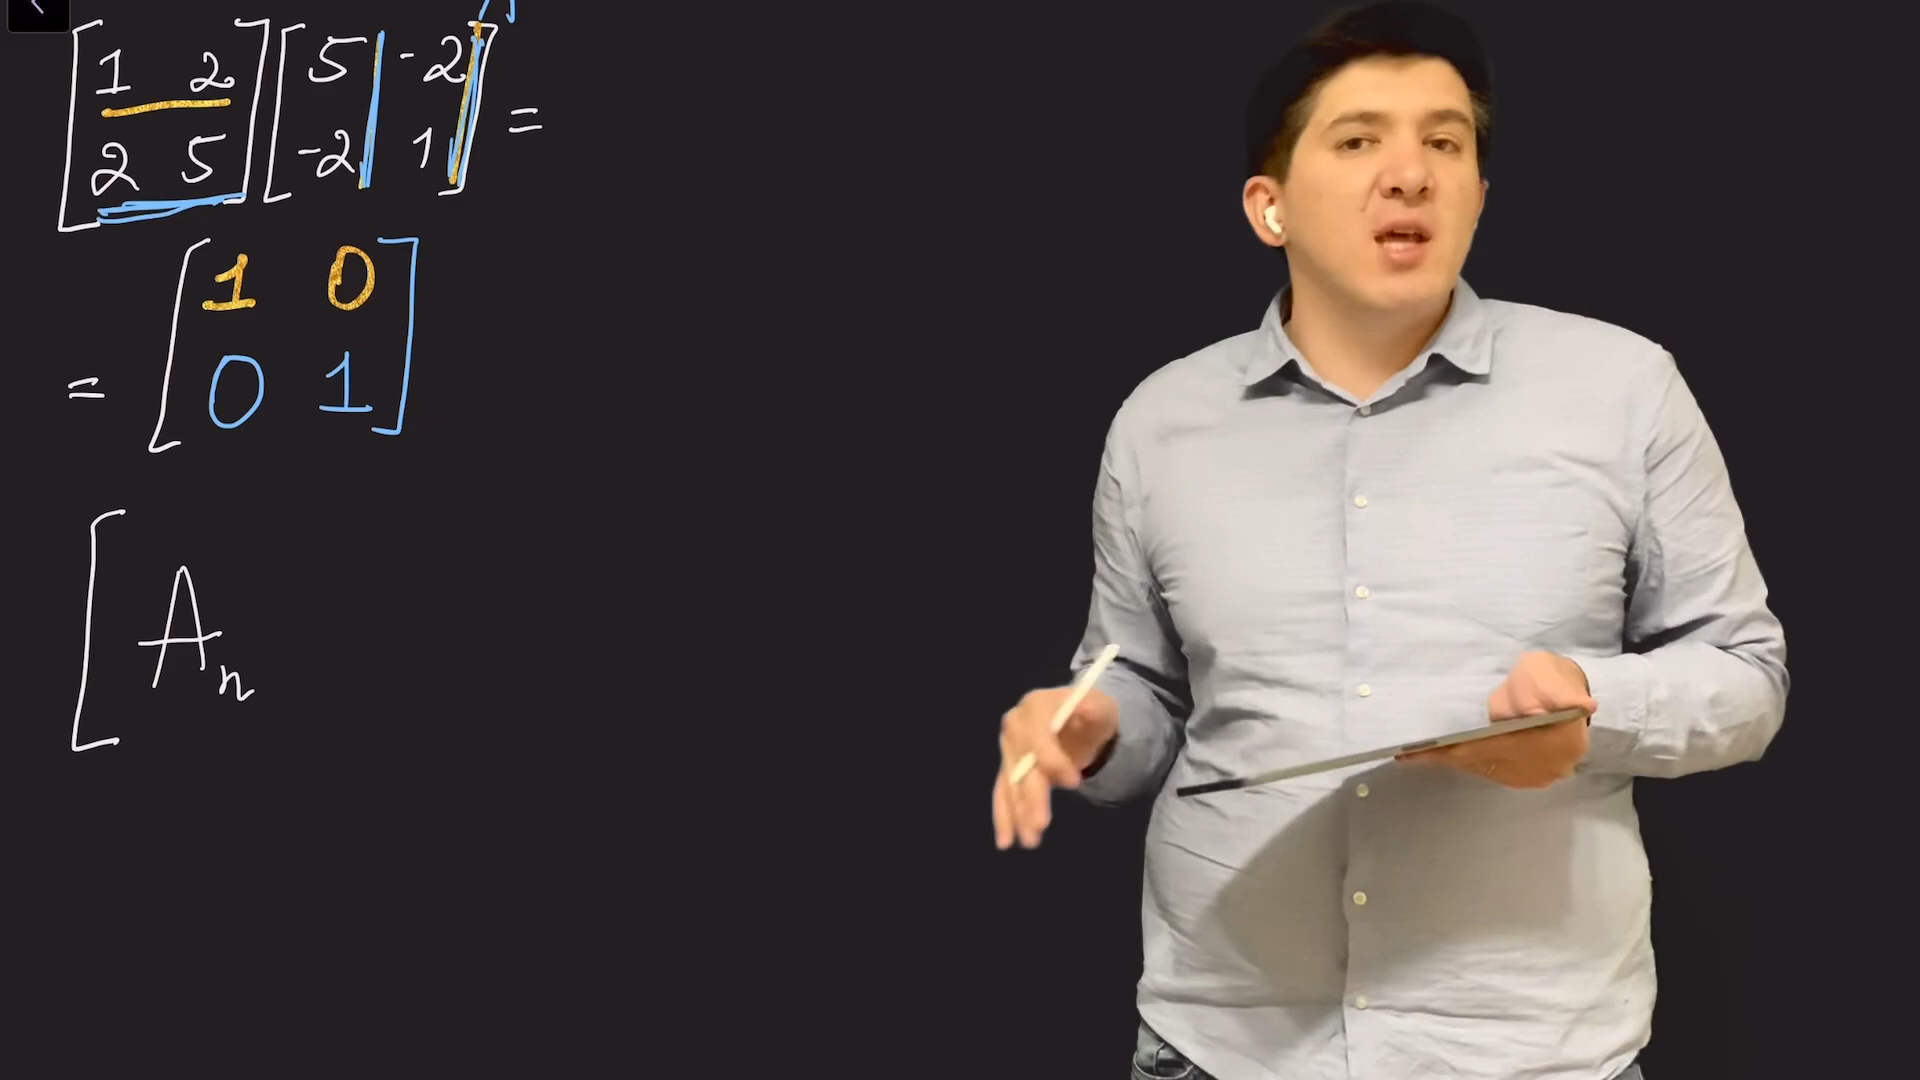 [1 2] [5 -2] =
[2 5] [-2 1]
= [1 0]
[0 1]
[A_n